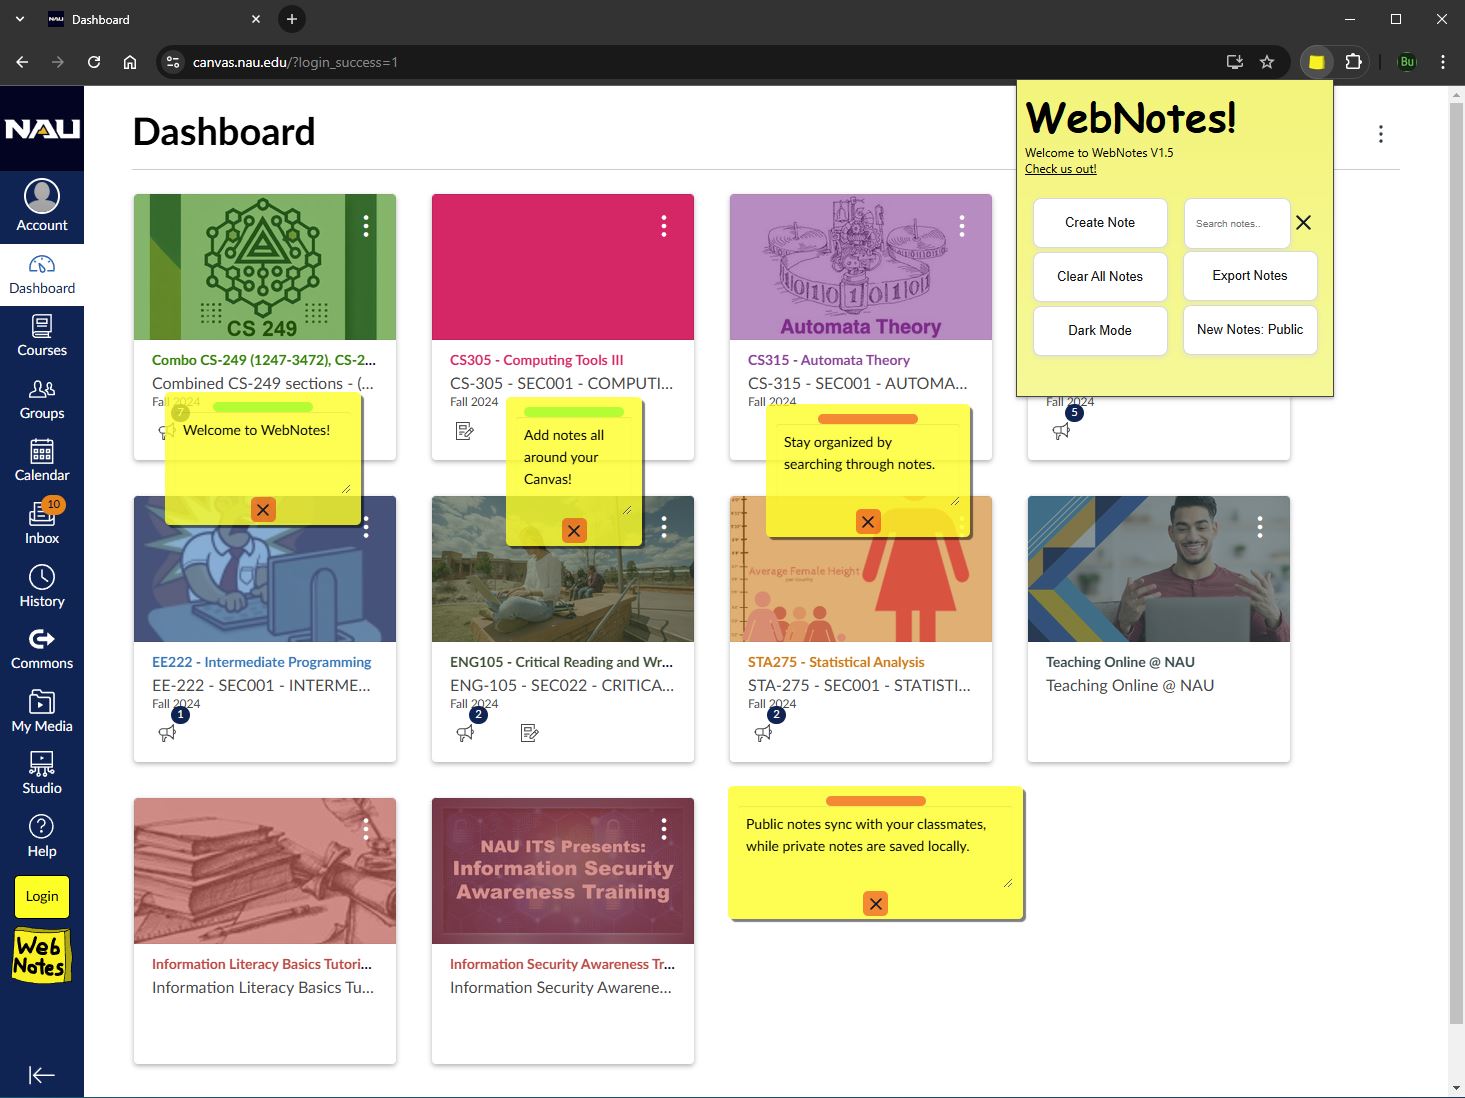 Dashboard
canvas.nau.edu/?login_success=1
Bu
NAU
Account
Dashboard
Courses
Groups
Calendar
10
Inbox
History
Commons
My Media
Studio
Help
Login
Web
Notes
Dashboard
WebNotes!
Welcome to WebNotes V1.5
Check us out!
Create Note
Search notes..
Clear All Notes
Export Notes
Dark Mode
New Notes: Public
CS 249
Combo CS-249 (1247-3472), CS-2...
Combined CS-249 sections - (...
Fall 2024
7
CS305 - Computing Tools III
CS-305 - SEC001 - COMPUTI...
Fall 2024
Automata Theory
CS315 - Automata Theory
CS-315 - SEC001 - AUTOMA...
Fall 2024
Fall 2024
5
Welcome to WebNotes!
Add notes all
around your
Canvas!
Stay organized by
searching through notes.
EE222 - Intermediate Programming
EE-222 - SEC001 - INTERME...
Fall 2024
1
ENG105 - Critical Reading and Wr...
ENG-105 - SEC022 - CRITICA...
Fall 2024
2
Average Female Height
per country
STA275 - Statistical Analysis
STA-275 - SEC001 - STATISTI...
Fall 2024
2
Teaching Online @ NAU
Teaching Online @ NAU
Information Literacy Basics Tutori...
Information Literacy Basics Tu...
NAU ITS Presents:
Information Security
Awareness Training
Information Security Awareness Tr...
Information Security Awarene...
Public notes sync with your classmates,
while private notes are saved locally.